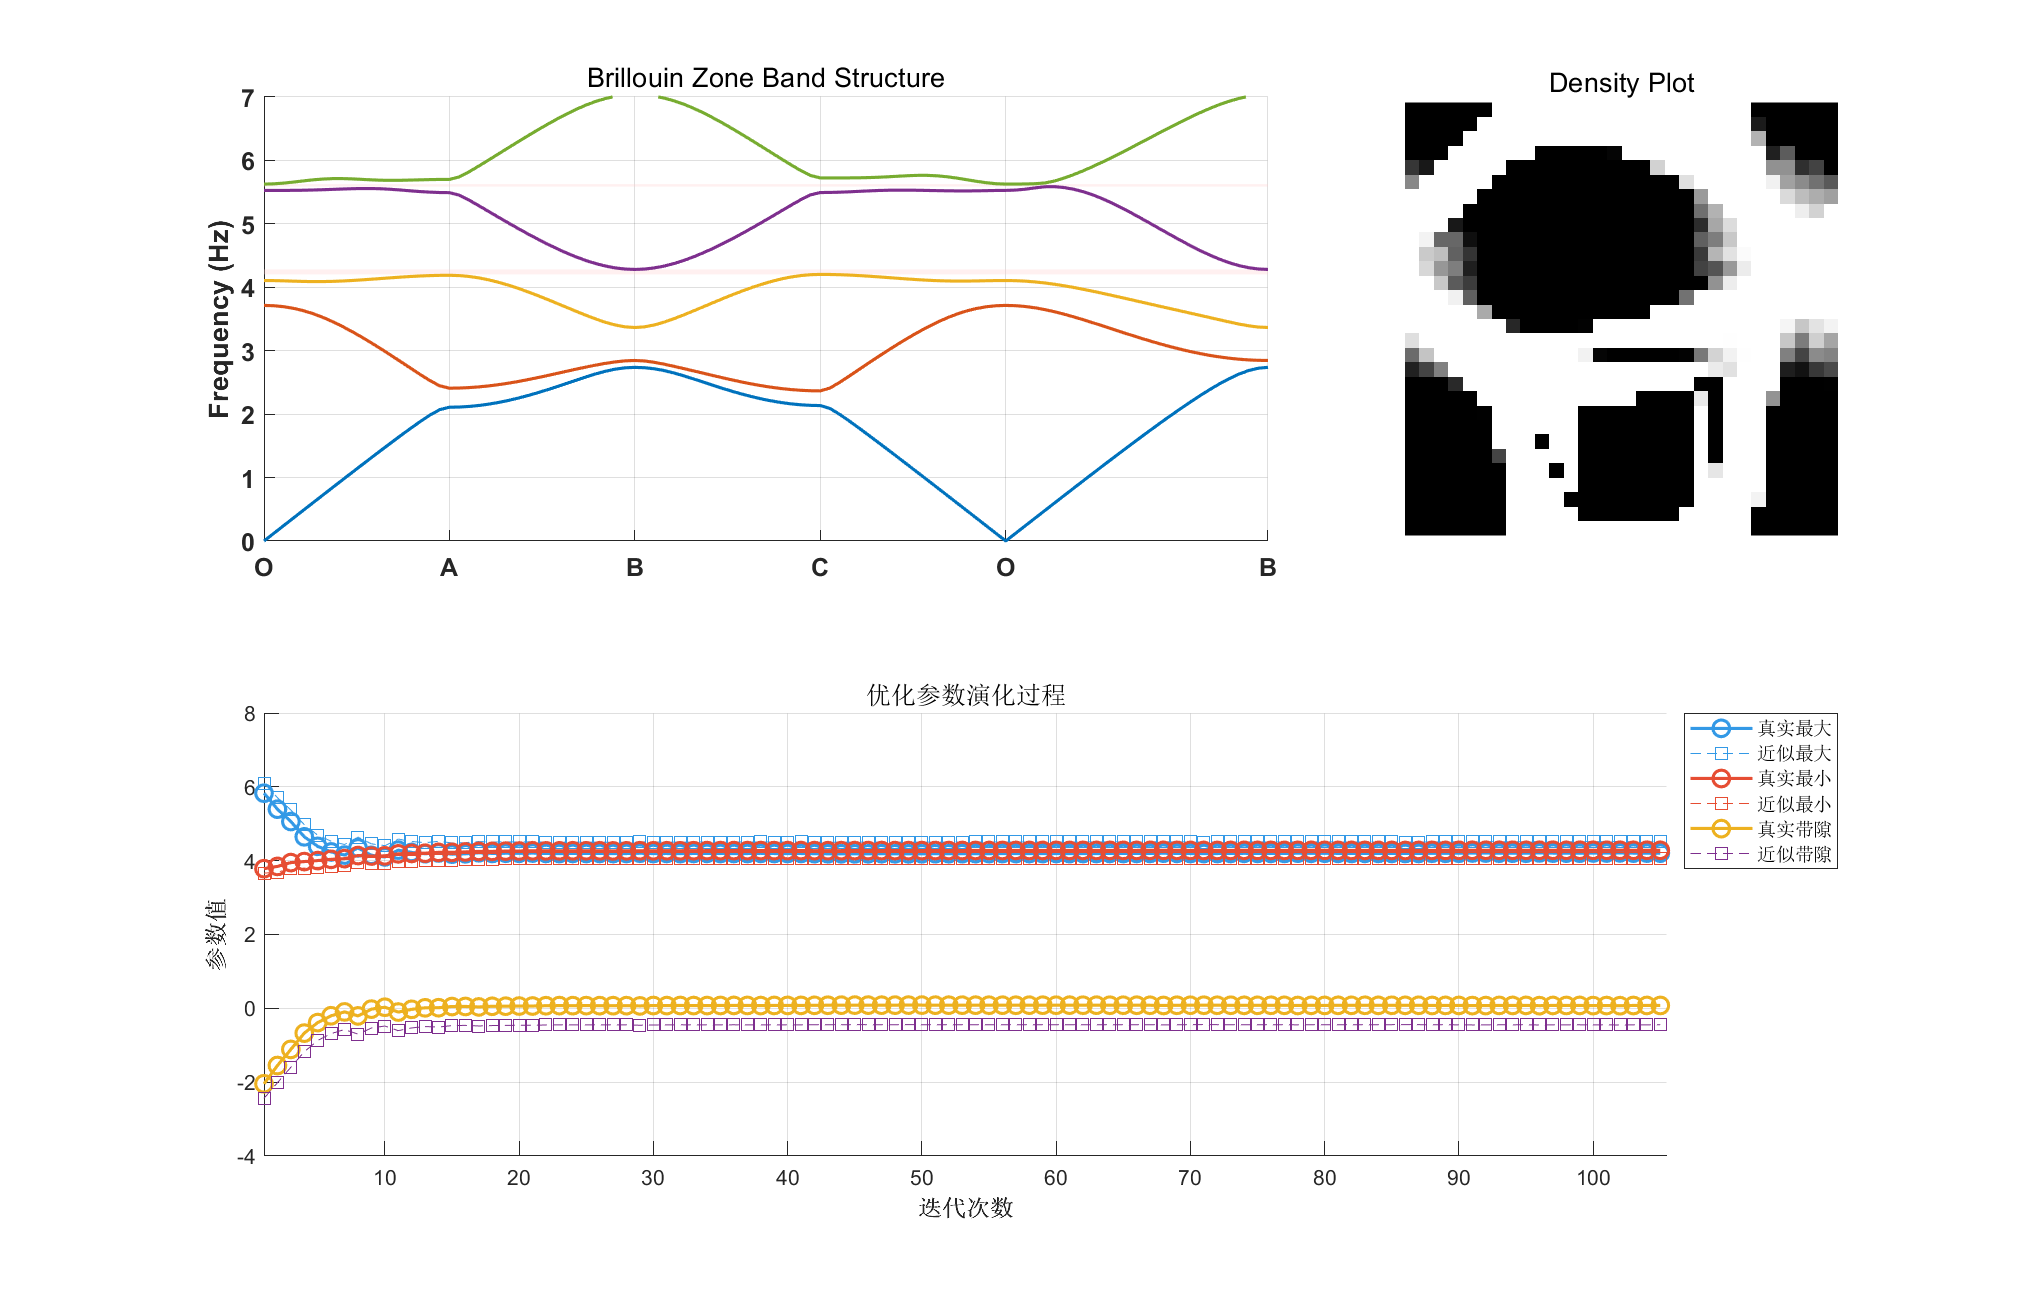 Brillouin Zone Band Structure
Frequency (Hz)
7
6
5
4
3
2
1
0
O A B C O B
Density Plot
优化参数演化过程
参数值
8
6
4
2
0
-2
-4
10 20 30 40 50 60 70 80 90 100
迭代次数
真实最大
近似最大
真实最小
近似最小
真实带隙
近似带隙